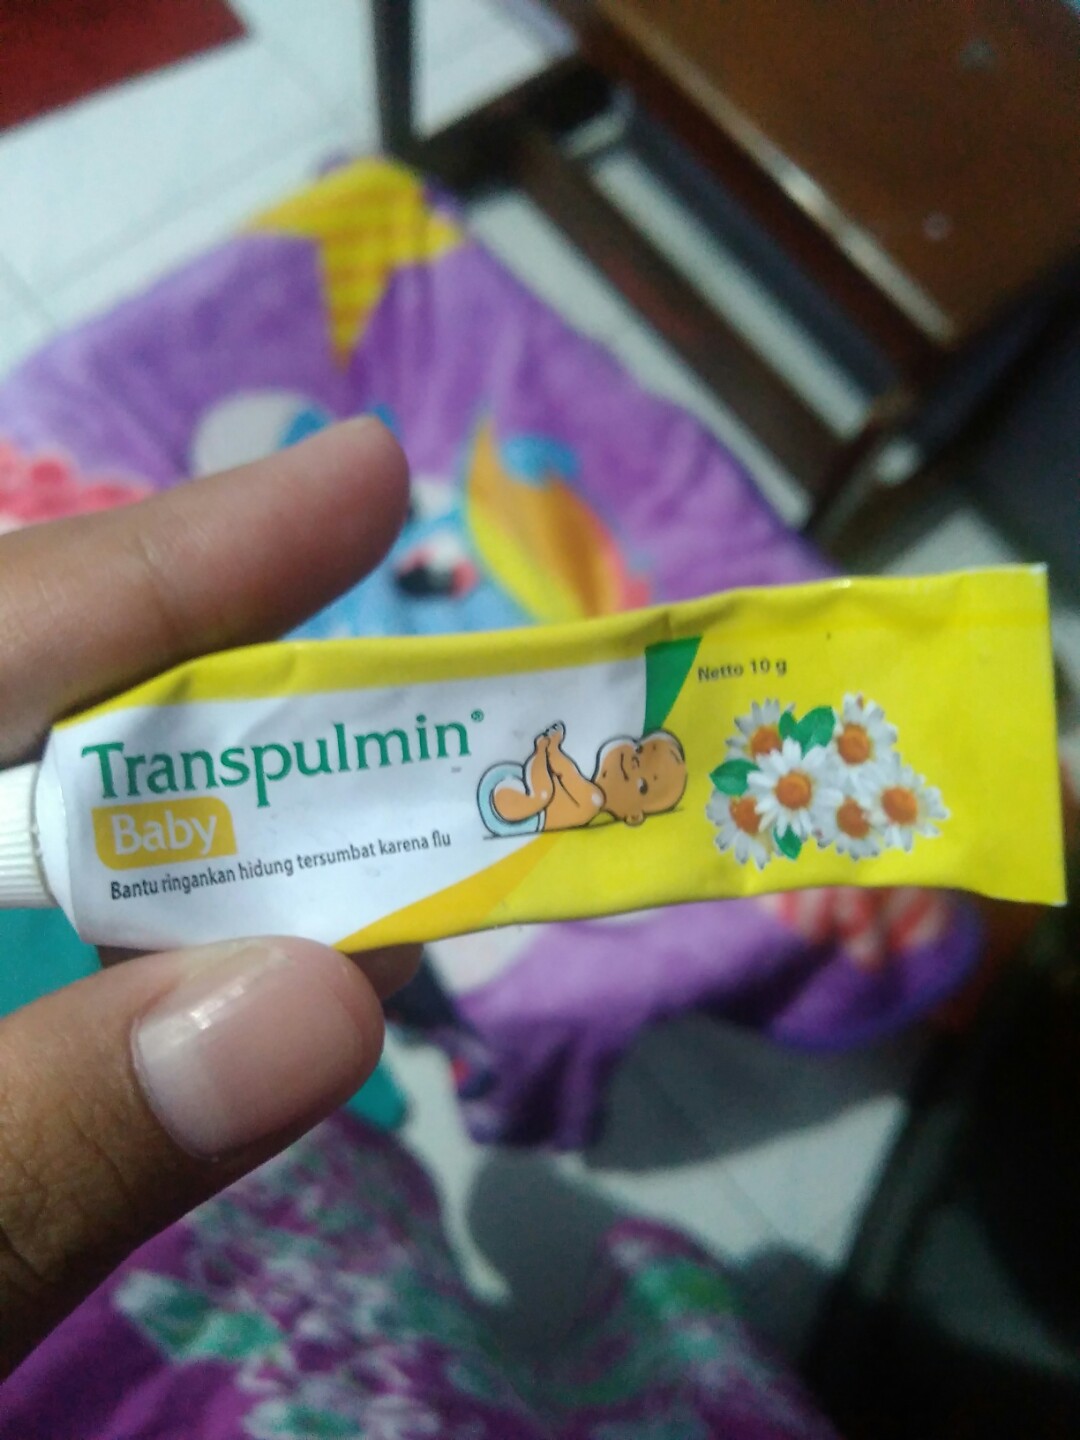 Transpulmin®
Baby
Bantu ringankan hidung tersumbat karena flu
Netto 10 g